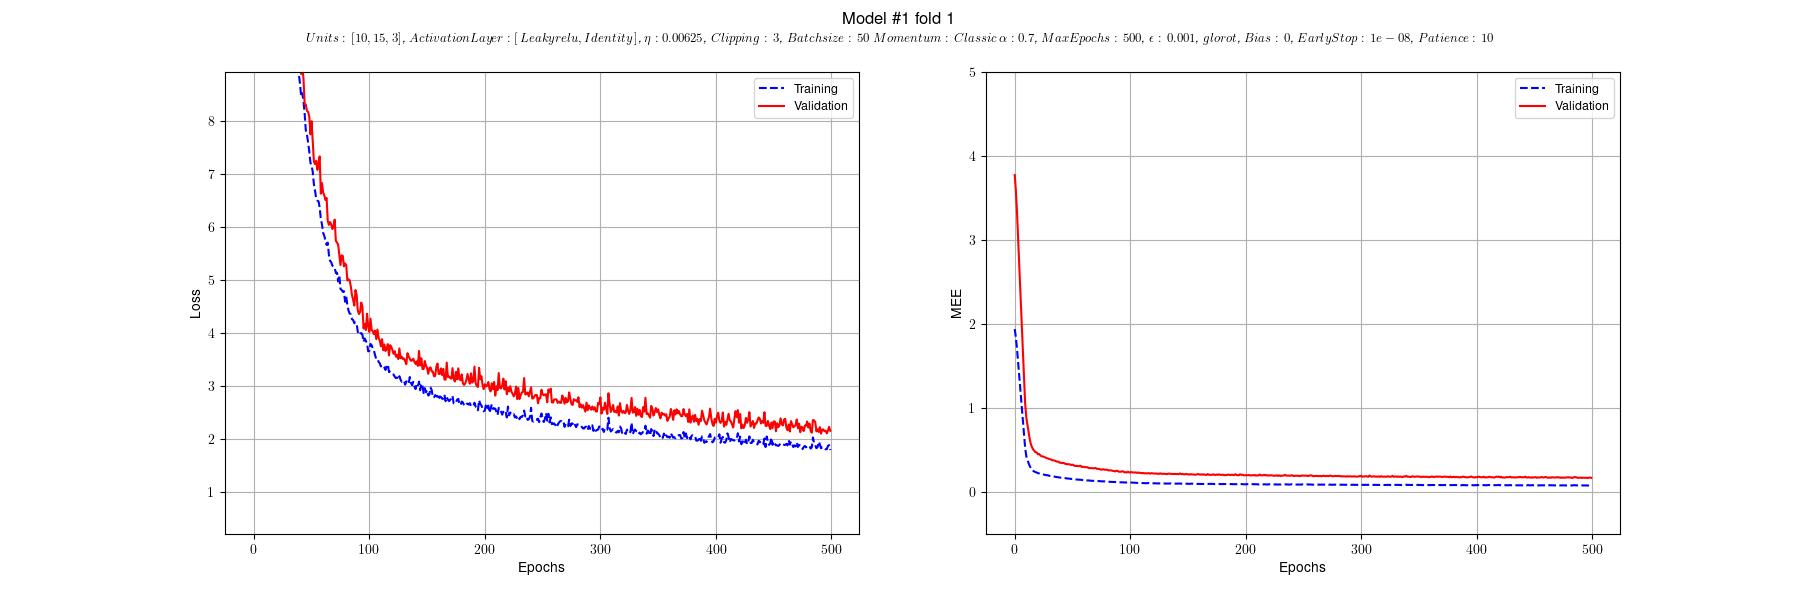 Model #1 fold 1
Units : [10, 15, 3], ActivationLayer : [ Leakyrelu, Identity], η : 0.00625, Clipping : 3, Batchsize : 50 Momentum : Classic α : 0.7, MaxEpochs : 500, ϵ : 0.001, glorot, Bias : 0, EarlyStop : 1e − 08, Patience : 10
Training
Validation
8
7
6
5
4
3
2
1
Loss
0 100 200 300 400 500
Epochs
Training
Validation
5
4
3
2
1
0
MEE
0 100 200 300 400 500
Epochs